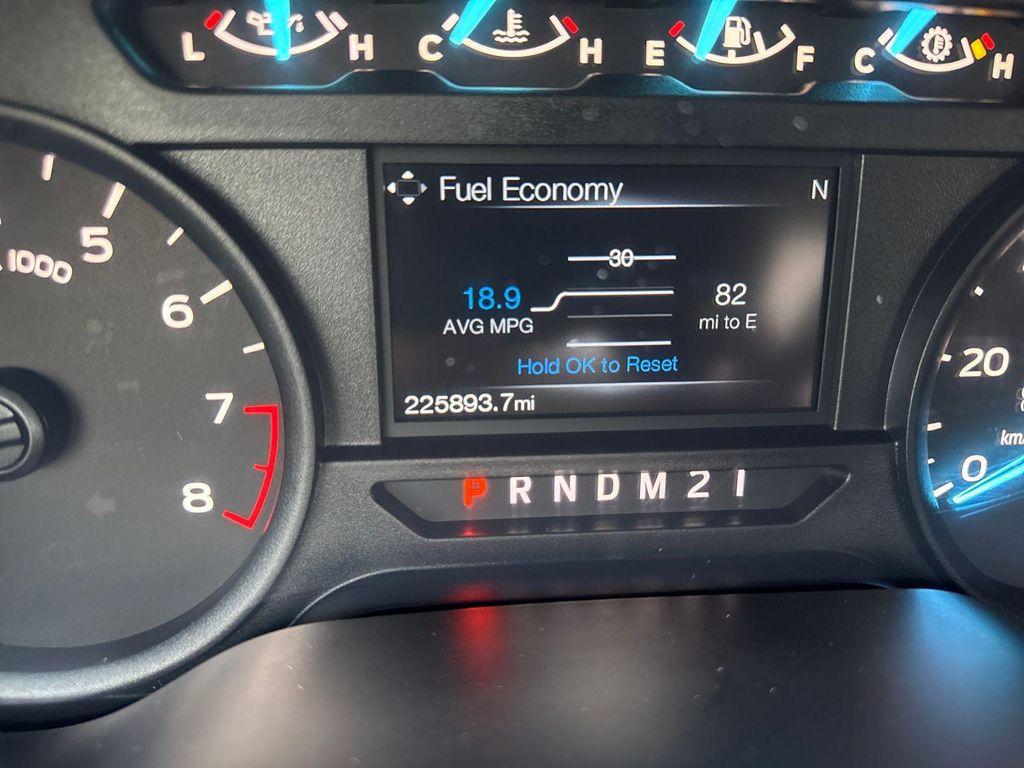 L H C H E F C H
Fuel Economy N
30
18.9 82
AVG MPG mi to E
Hold OK to Reset
225893.7mi
P R N D M 2 1
1000
5
6
7
8
20
0